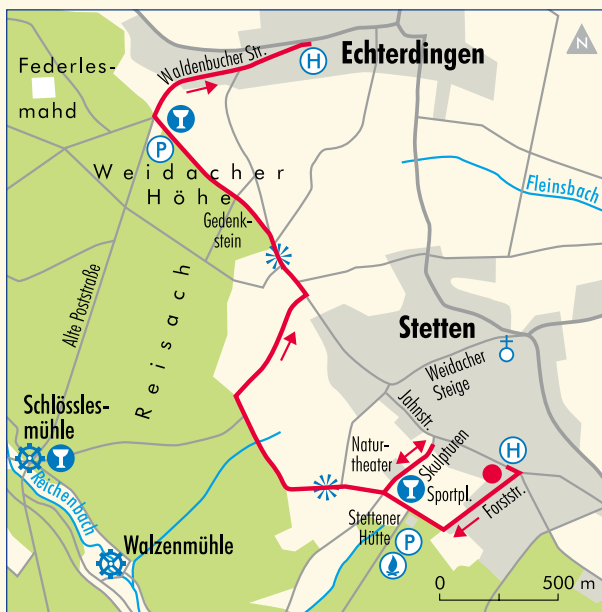 Echterdingen
Waldenbucher Str.
H
N
Federles-
mahd
P
Weidacher
Höhe
Gedenk-
stein
Fleinsbach
Alte Poststraße
Reisach
Stetten
Weidacher
Steige
Jahnstr.
Schlössles-
mühle
Natur-
theater
Skulpturen
H
Reichenbach
Sportpl.
Forststr.
Stettener
Hütte
P
Walzenmühle
0 500 m